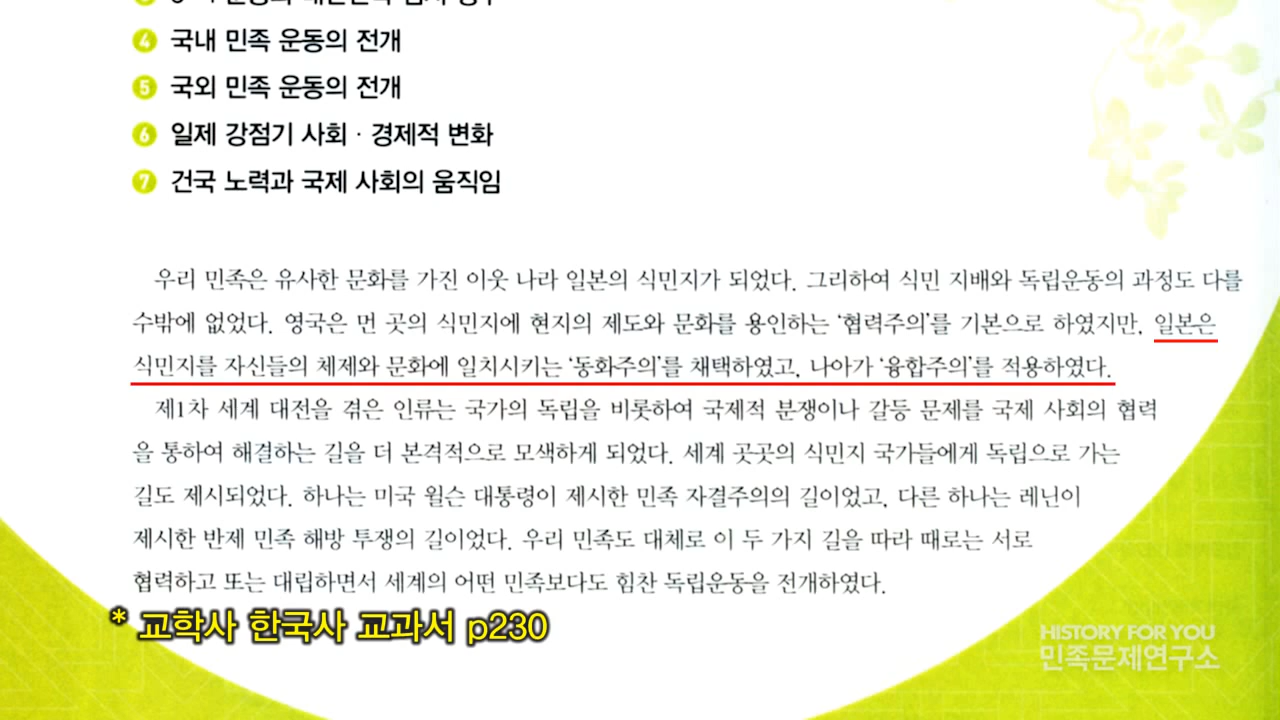 4 국내 민족 운동의 전개
5 국외 민족 운동의 전개
6 일제 강점기 사회 · 경제적 변화
7 건국 노력과 국제 사회의 움직임
우리 민족은 유사한 문화를 가진 이웃 나라 일본의 식민지가 되었다. 그리하여 식민 지배와 독립운동의 과정도 다를
수밖에 없었다. 영국은 먼 곳의 식민지에 현지의 제도와 문화를 용인하는 ‘협력주의’를 기본으로 하였지만, 일본은
식민지를 자신들의 체제와 문화에 일치시키는 ‘동화주의’를 채택하였고, 나아가 ‘융합주의’를 적용하였다.
제1차 세계 대전을 겪은 인류는 국가의 독립을 비롯하여 국제적 분쟁이나 갈등 문제를 국제 사회의 협력
을 통하여 해결하는 길을 더 본격적으로 모색하게 되었다. 세계 곳곳의 식민지 국가들에게 독립으로 가는
길도 제시되었다. 하나는 미국 윌슨 대통령이 제시한 민족 자결주의의 길이었고, 다른 하나는 레닌이
제시한 반제 민족 해방 투쟁의 길이었다. 우리 민족도 대체로 이 두 가지 길을 따라 때로는 서로
협력하고 또는 대립하면서 세계의 어떤 민족보다도 힘찬 독립운동을 전개하였다.
* 교학사 한국사 교과서 p230
HISTORY FOR YOU
민족문제연구소